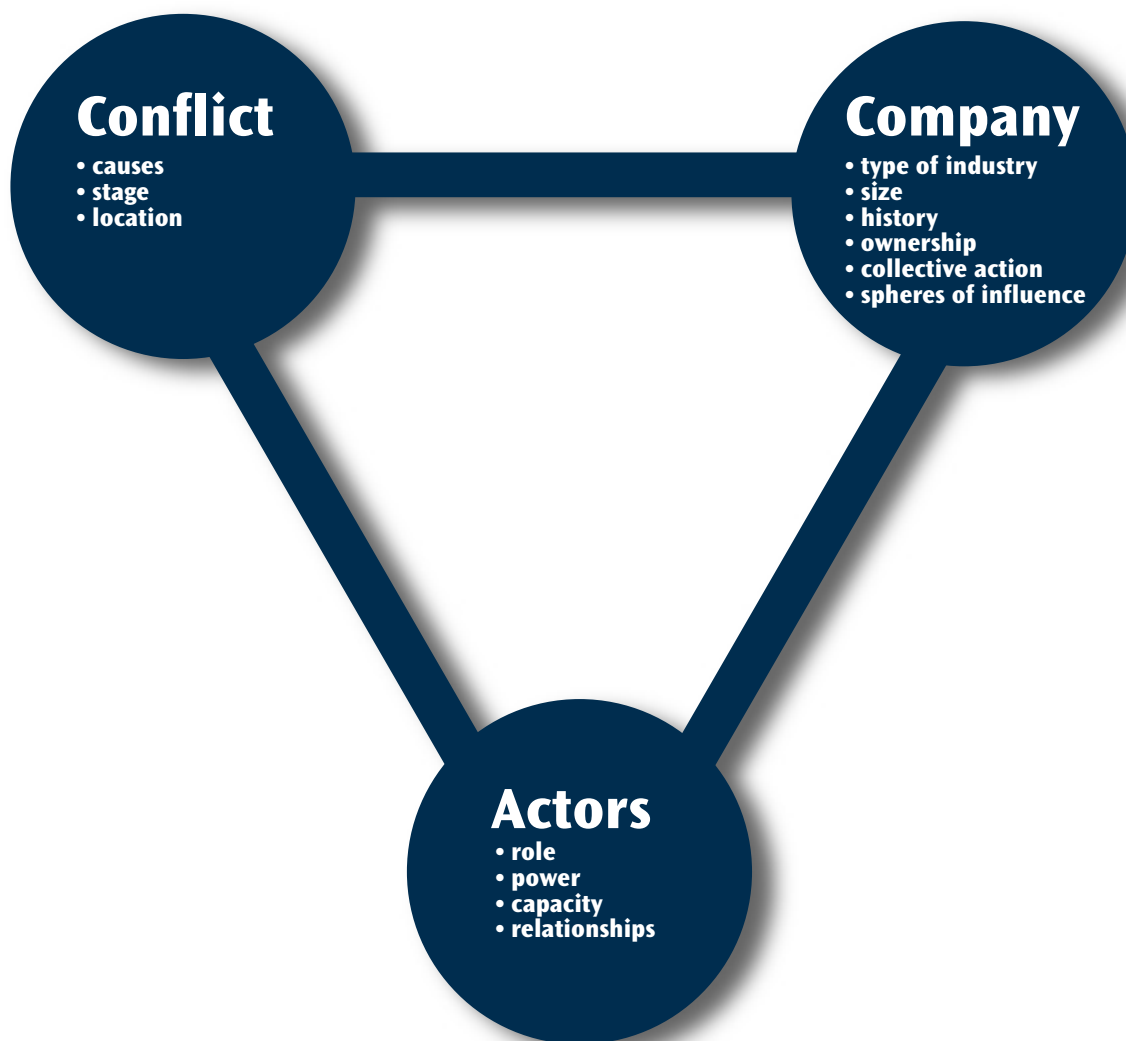 Conflict
• causes
• stage
• location
Company
• type of industry
• size
• history
• ownership
• collective action
• spheres of influence
Actors
• role
• power
• capacity
• relationships